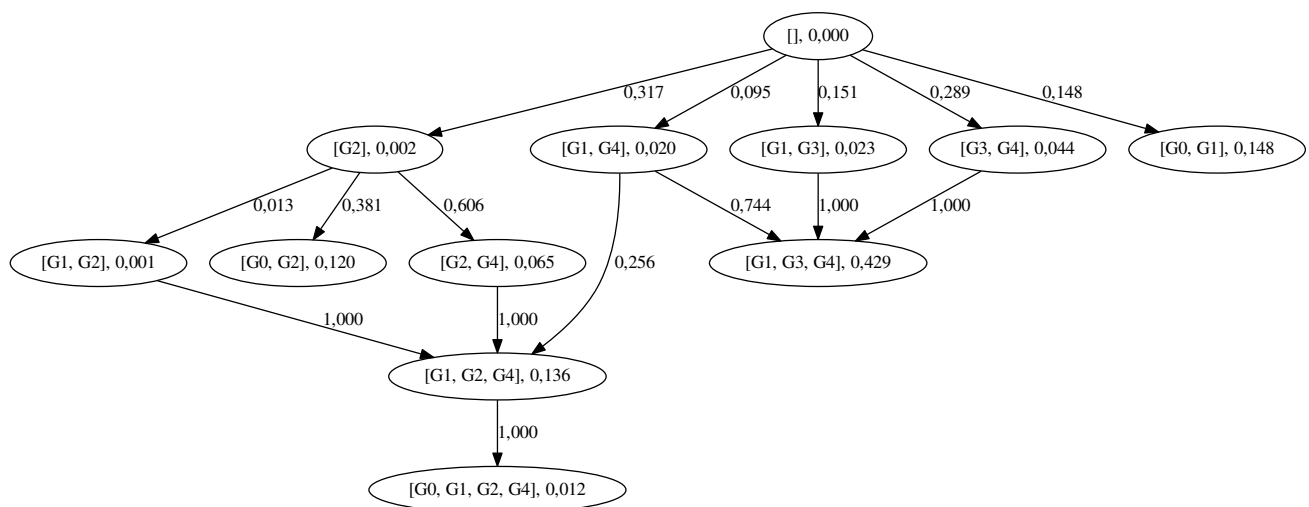 [], 0,000
0,317
0,095
0,151
0,289
0,148
[G2], 0,002
[G1, G4], 0,020
[G1, G3], 0,023
[G3, G4], 0,044
[G0, G1], 0,148
0,013
0,381
0,606
0,744
1,000
1,000
[G1, G2], 0,001
[G0, G2], 0,120
[G2, G4], 0,065
0,256
[G1, G3, G4], 0,429
1,000
1,000
[G1, G2, G4], 0,136
1,000
[G0, G1, G2, G4], 0,012